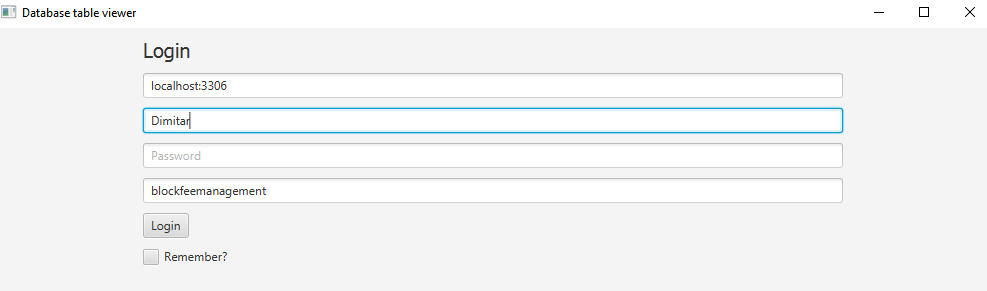 Database table viewer
Login
localhost:3306
Dimitar
Password
blockfeemanagement
Login
Remember?